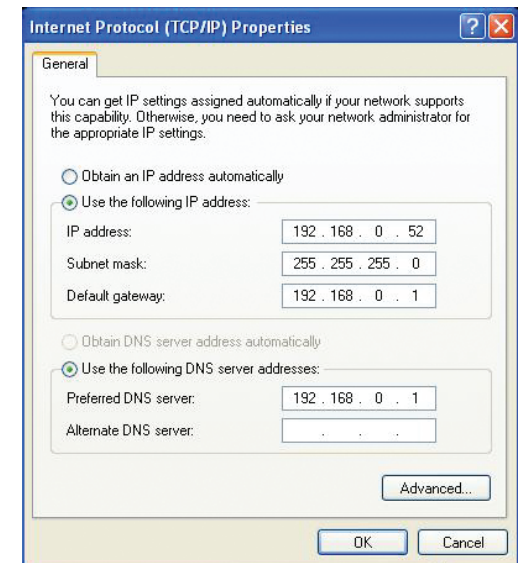 Internet Protocol (TCP/IP) Properties
General
You can get IP settings assigned automatically if your network supports
this capability. Otherwise, you need to ask your network administrator for
the appropriate IP settings.
Obtain an IP address automatically
Use the following IP address:
IP address: 192 . 168 . 0 . 52
Subnet mask: 255 . 255 . 255 . 0
Default gateway: 192 . 168 . 0 . 1
Obtain DNS server address automatically
Use the following DNS server addresses:
Preferred DNS server: 192 . 168 . 0 . 1
Alternate DNS server: . . .
Advanced...
OK Cancel